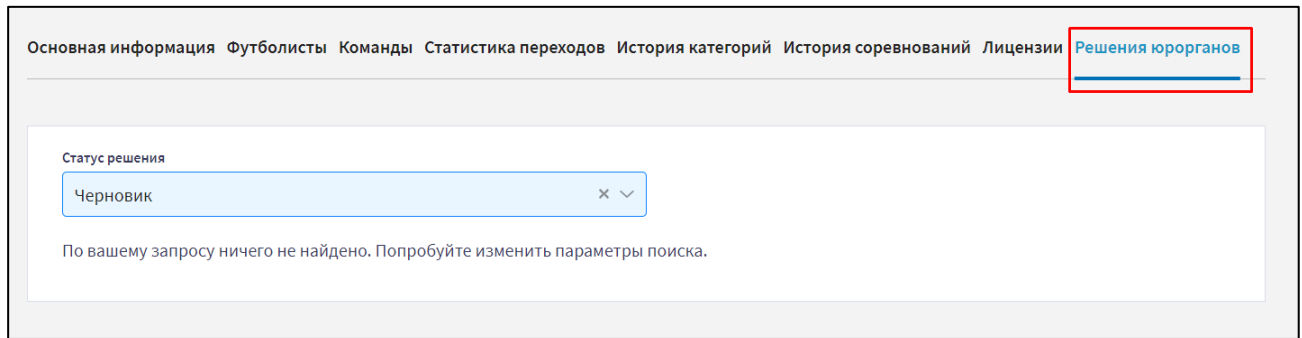 Основная информация Футболисты Команды Статистика переходов История категорий История соревнований Лицензии Решения юрорганов
Статус решения
Черновик
По вашему запросу ничего не найдено. Попробуйте изменить параметры поиска.